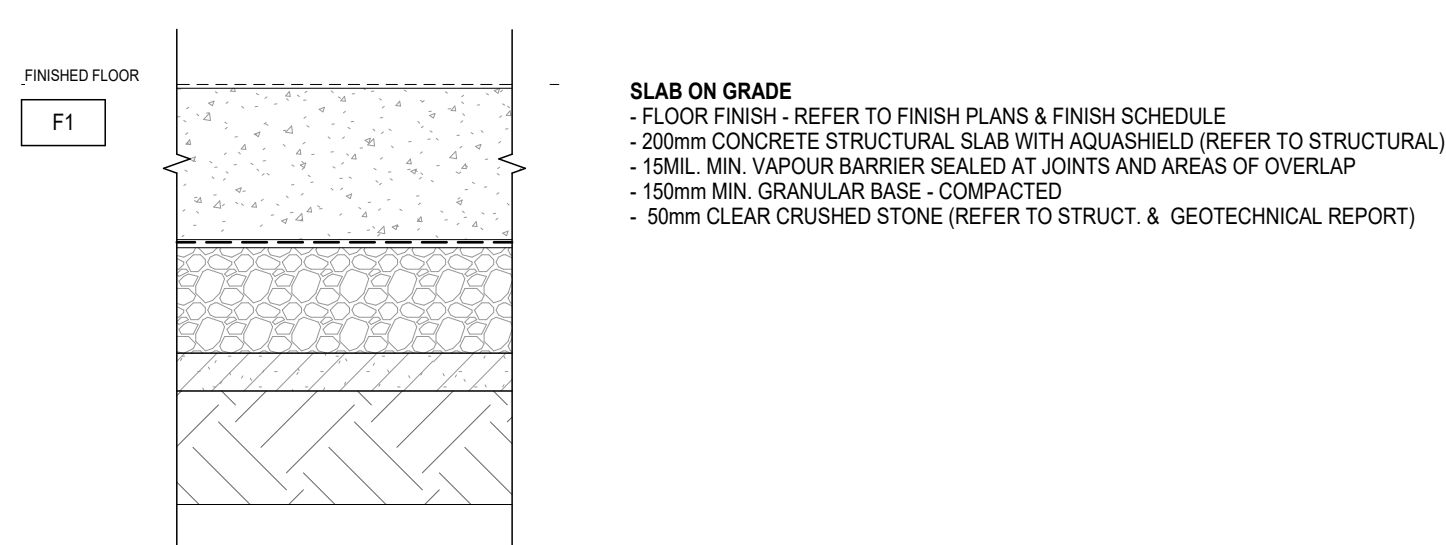 FINISHED FLOOR
F1
SLAB ON GRADE
- FLOOR FINISH - REFER TO FINISH PLANS & FINISH SCHEDULE
- 200mm CONCRETE STRUCTURAL SLAB WITH AQUASHIELD (REFER TO STRUCTURAL)
- 15MIL. MIN. VAPOUR BARRIER SEALED AT JOINTS AND AREAS OF OVERLAP
- 150mm MIN. GRANULAR BASE - COMPACTED
- 50mm CLEAR CRUSHED STONE (REFER TO STRUCT. & GEOTECHNICAL REPORT)